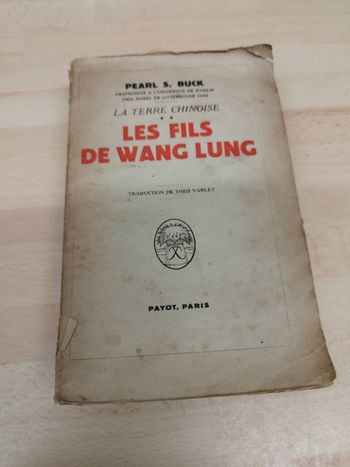 PEARL S. BUCK
PROFESSEUR A L'UNIVERSITÉ DE NANKIN
PRIX NOBEL DE LITTÉRATURE 1938
LA TERRE CHINOISE
**
LES FILS
DE WANG LUNG
TRADUCTION DE THEO VARLET
PAYOT, PARIS